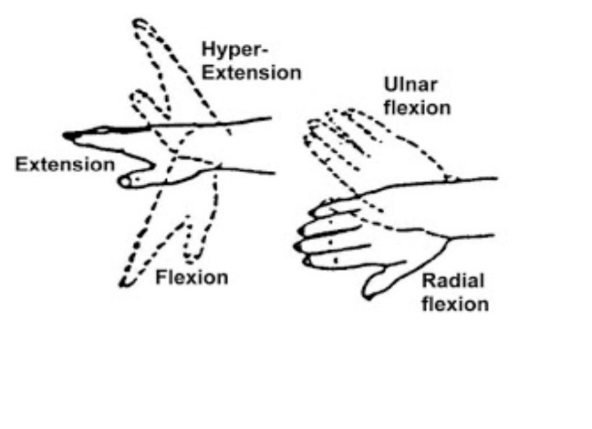 Hyper-
Extension
Extension
Flexion
Ulnar
flexion
Radial
flexion